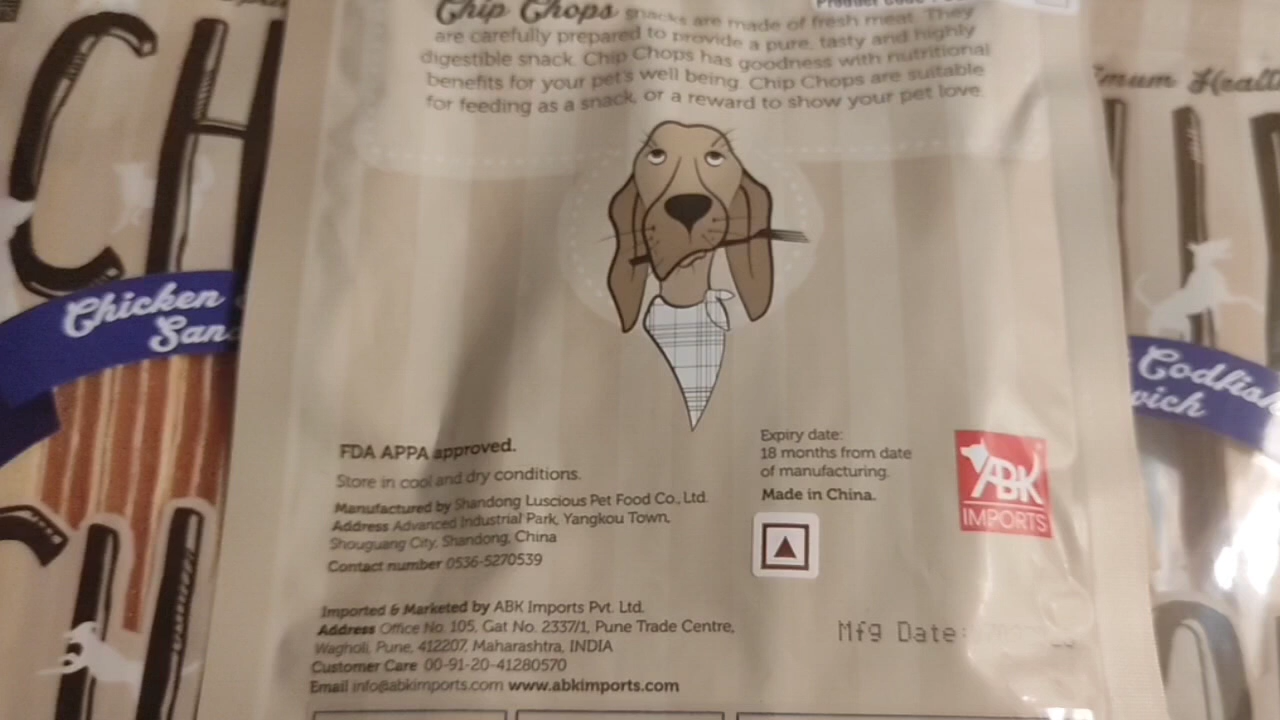 Chip Chops snacks are made of fresh meat. They
are carefully prepared to provide a pure, tasty and highly
digestible snack. Chip Chops has goodness with nutritional
benefits for your pet's well being. Chip Chops are suitable
for feeding as a snack, or a reward to show your pet love.
Product Code
CH
Chicken
San
Health
Codfish
wich
FDA APPA approved.
Store in cool and dry conditions.
Manufactured by Shandong Luscious Pet Food Co., Ltd.
Address Advanced Industrial Park, Yangkou Town,
Shouguang City, Shandong, China
Contact number 0536-5270539
Expiry date:
18 months from date
of manufacturing.
Made in China.
ABK
IMPORTS
Imported & Marketed by ABK Imports Pvt. Ltd.
Address Office No. 105, Gat No. 2337/1, Pune Trade Centre,
Wagholi, Pune, 412207, Maharashtra, INDIA
Customer Care 00-91-20-41280570
Email info@abkimports.com www.abkimports.com
Mfg Date: